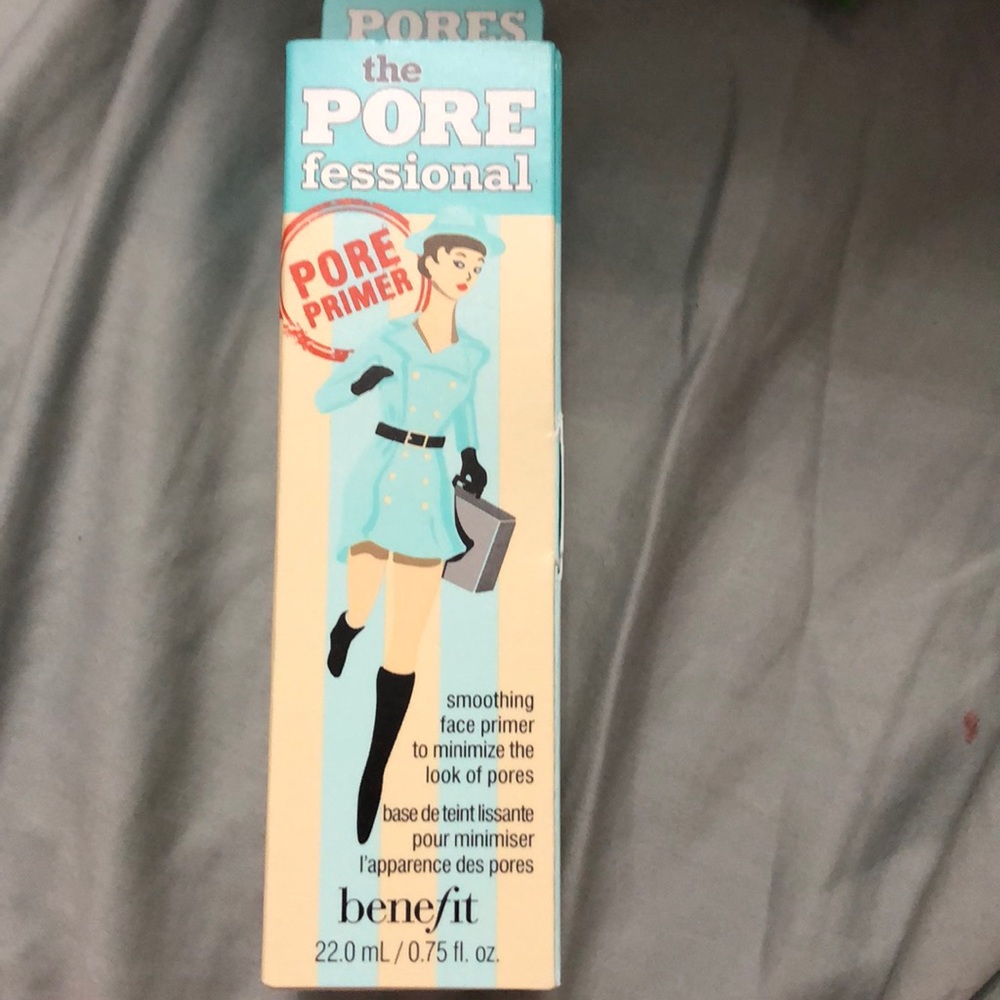 PORES
the
PORE
fessional
PORE
PRIMER
smoothing
face primer
to minimize the
look of pores
base de teint lissante
pour minimiser
l'apparence des pores
benefit
22.0 mL / 0.75 fl. oz.